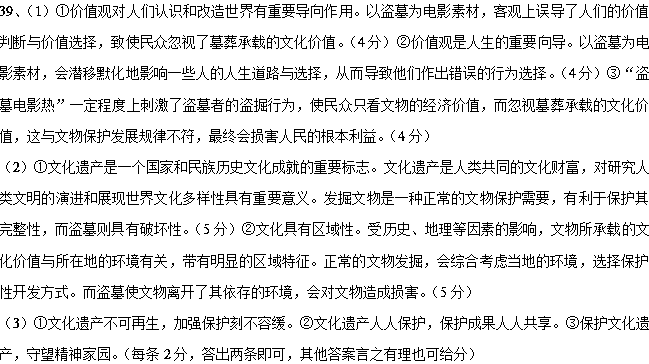 39、（1）①价值观对人们认识和改造世界有重要导向作用。以盗墓为电影素材，客观上误导了人们的价值
判断与价值选择，致使民众忽视了墓葬承载的文化价值。（4 分）②价值观是人生的重要向导。以盗墓为电
影素材，会潜移默化地影响一些人的人生道路与选择，从而导致他们作出错误的行为选择。（4 分）③“盗
墓电影热”一定程度上刺激了盗墓者的盗掘行为，使民众只看文物的经济价值，而忽视墓葬承载的文化价
值，这与文物保护发展规律不符，最终会损害人民的根本利益。（4 分）
（2）①文化遗产是一个国家和民族历史文化成就的重要标志。文化遗产是人类共同的文化财富，对研究人
类文明的演进和展现世界文化多样性具有重要意义。发掘文物是一种正常的文物保护需要，有利于保护其
完整性，而盗墓则具有破坏性。（5 分）②文化具有区域性。受历史、地理等因素的影响，文物所承载的文
化价值与所在地的环境有关，带有明显的区域特征。正常的文物发掘，会综合考虑当地的环境，选择保护
性开发方式。而盗墓使文物离开了其依存的环境，会对文物造成损害。（5 分）
（3）①文化遗产不可再生，加强保护刻不容缓。②文化遗产人人保护，保护成果人人共享。③保护文化遗
产，守望精神家园。（每条 2 分，答出两条即可，其他答案言之有理也可给分）